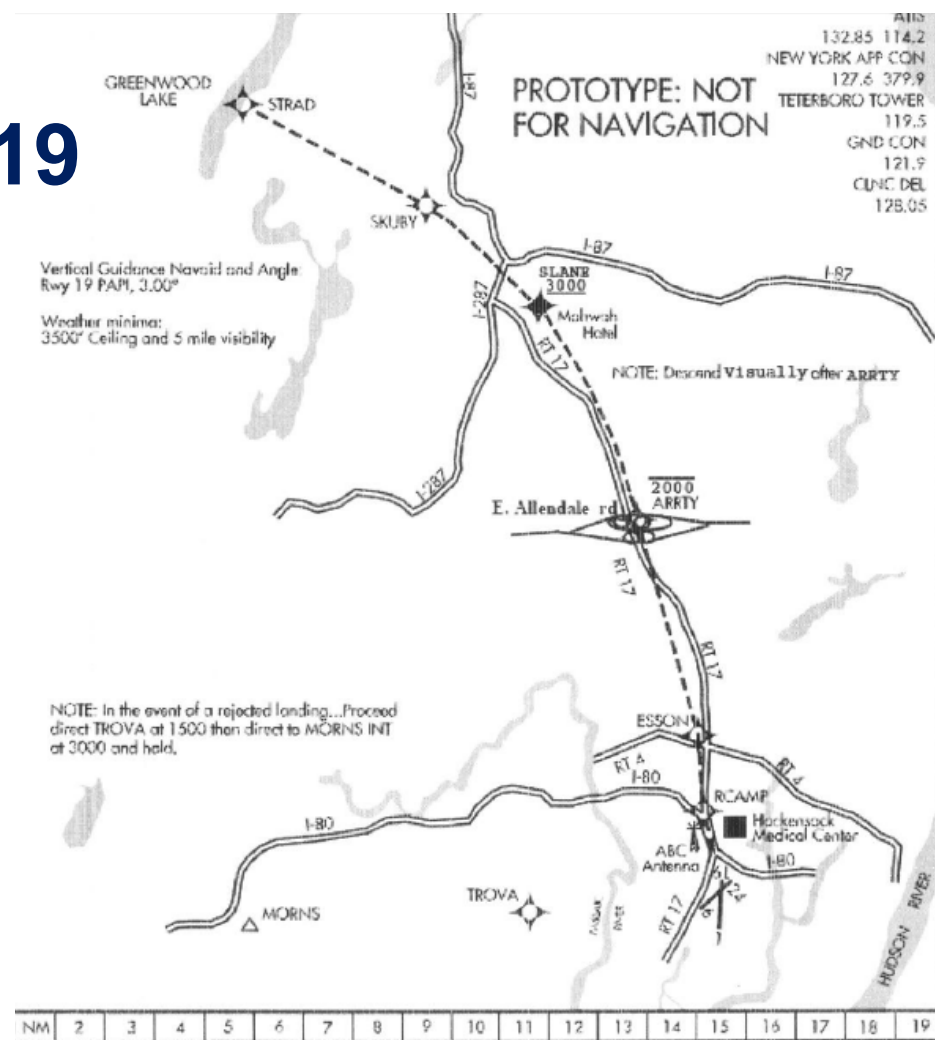 ATIS
132.85 114.2
NEW YORK APP CON
127.6 379.9
TETERBORO TOWER
119.5
GND CON
121.9
CLNC DEL
128.05
PROTOTYPE: NOT
FOR NAVIGATION
GREENWOOD
LAKE
STRAD
I-87
19
SKUBY
I-87
I-87
Vertical Guidance Navaid and Angle:
Rwy 19 PAPI, 3.00°
Weather minima:
3500' Ceiling and 5 mile visibility
SLANE
3000
Mahwah
Hotel
I-287
RT 17
NOTE: Descend Visually after ARRTY
I-287
2000
ARRTY
E. Allendale rd
RT 17
RT 17
NOTE: In the event of a rejected landing...Proceed
direct TROVA at 1500 then direct to MORNS INT
at 3000 and hold.
ESSON
RT 4
RT 4
I-80
RCAMP
I-80
Hackensack
Medical Center
ABC
Antenna
I-80
TROVA
MORNS
PASSAIC
RIVER
RT 17
19
24
6
1
HUDSON RIVER
NM 2 3 4 5 6 7 8 9 10 11 12 13 14 15 16 17 18 19